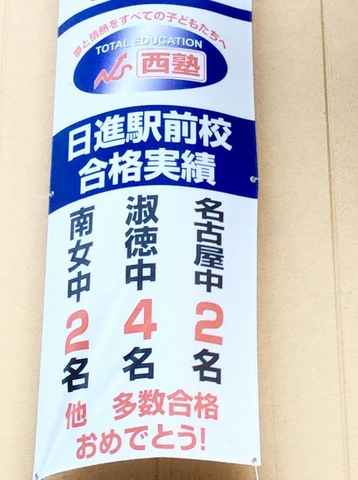 夢と情熱をすべての子どもたちへ
TOTAL EDUCATION
NS 西塾
日進駅前校
合格実績
名古屋中2名
淑徳中4名
南女中2名
他 多数合格
おめでとう!